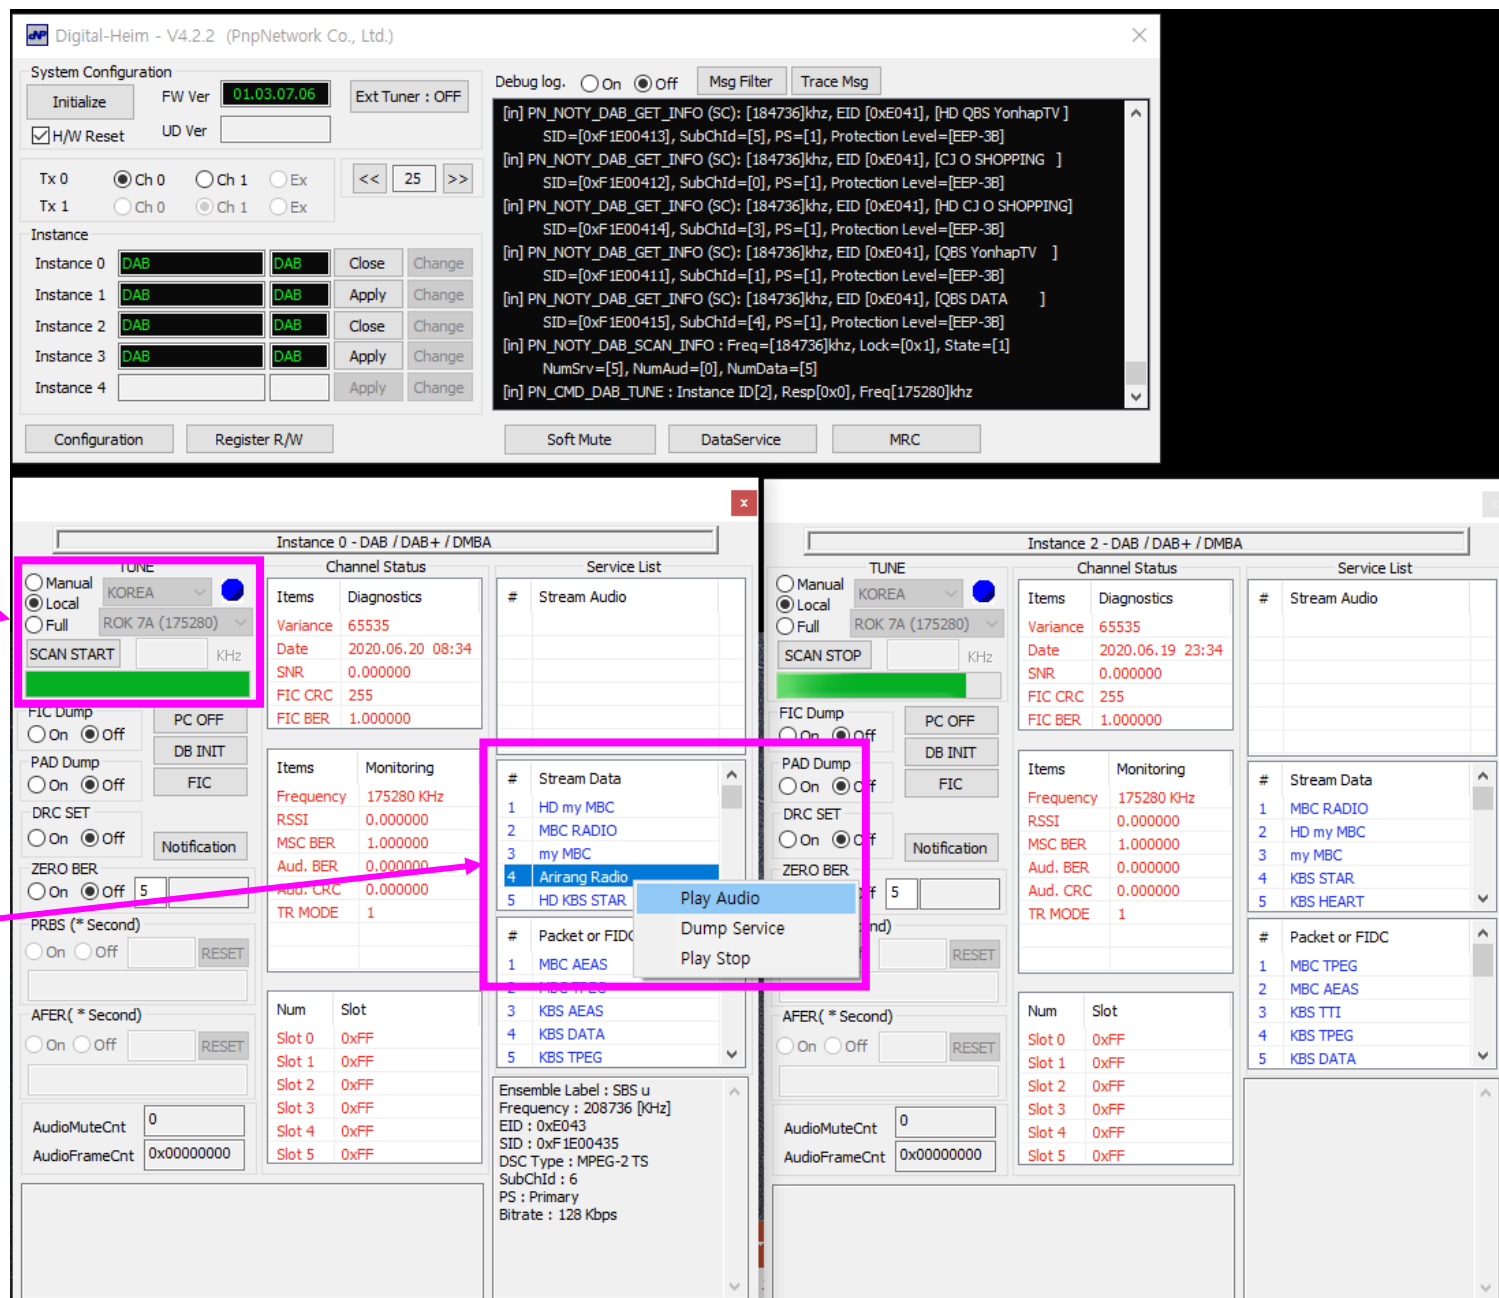 Digital-Heim - V4.2.2 (PnpNetwork Co., Ltd.)
System Configuration
Initialize
FW Ver 01.03.07.06
Ext Tuner : OFF
H/W Reset
UD Ver
Tx 0 Ch 0 Ch 1 Ex
<< 25 >>
Tx 1 Ch 0 Ch 1 Ex
Instance
Instance 0 DAB DAB Close Change
Instance 1 DAB DAB Apply Change
Instance 2 DAB DAB Close Change
Instance 3 DAB DAB Apply Change
Instance 4 Apply Change
Configuration Register R/W
Debug log. On Off Msg Filter Trace Msg
[in] PN_NOTY_DAB_GET_INFO (SC): [184736]khz, EID [0xE041], [HD QBS YonhapTV ]
SID=[0xF1E00413], SubChId=[5], PS=[1], Protection Level=[EEP-3B]
[in] PN_NOTY_DAB_GET_INFO (SC): [184736]khz, EID [0xE041], [CJ O SHOPPING ]
SID=[0xF1E00412], SubChId=[0], PS=[1], Protection Level=[EEP-3B]
[in] PN_NOTY_DAB_GET_INFO (SC): [184736]khz, EID [0xE041], [HD CJ O SHOPPING]
SID=[0xF1E00414], SubChId=[3], PS=[1], Protection Level=[EEP-3B]
[in] PN_NOTY_DAB_GET_INFO (SC): [184736]khz, EID [0xE041], [QBS YonhapTV ]
SID=[0xF1E00411], SubChId=[1], PS=[1], Protection Level=[EEP-3B]
[in] PN_NOTY_DAB_GET_INFO (SC): [184736]khz, EID [0xE041], [QBS DATA ]
SID=[0xF1E00415], SubChId=[4], PS=[1], Protection Level=[EEP-3B]
[in] PN_NOTY_DAB_SCAN_INFO : Freq=[184736]khz, Lock=[0x1], State=[1]
NumSrv=[5], NumAud=[0], NumData=[5]
[in] PN_CMD_DAB_TUNE : Instance ID[2], Resp[0x0], Freq[175280]khz
Soft Mute DataService MRC
x
Instance 0 - DAB / DAB+ / DMBA
TUNE
Manual
Local
Full
KOREA
ROK 7A (175280)
SCAN START KHz
FIC Dump
On Off
PC OFF
DB INIT
PAD Dump
On Off
FIC
DRC SET
On Off
Notification
ZERO BER
On Off 5
PRBS (* Second)
On Off RESET
AFER( * Second)
On Off RESET
AudioMuteCnt 0
AudioFrameCnt 0x00000000
Channel Status
Items Diagnostics
Variance 65535
Date 2020.06.20 08:34
SNR 0.000000
FIC CRC 255
FIC BER 1.000000
Items Monitoring
Frequency 175280 KHz
RSSI 0.000000
MSC BER 1.000000
Aud. BER 0.000000
Aud. CRC 0.000000
TR MODE 1
Num Slot
Slot 0 0xFF
Slot 1 0xFF
Slot 2 0xFF
Slot 3 0xFF
Slot 4 0xFF
Slot 5 0xFF
Service List
# Stream Audio
# Stream Data
1 HD my MBC
2 MBC RADIO
3 my MBC
4 Arirang Radio
5 HD KBS STAR
Play Audio
Dump Service
Play Stop
# Packet or FIDC
1 MBC AEAS
2 MBC TPEG
3 KBS AEAS
4 KBS DATA
5 KBS TPEG
Ensemble Label : SBS u
Frequency : 208736 [KHz]
EID : 0xE043
SID : 0xF1E00435
DSC Type : MPEG-2 TS
SubChId : 6
PS : Primary
Bitrate : 128 Kbps
Instance 2 - DAB / DAB+ / DMBA
TUNE
Manual
Local
Full
KOREA
ROK 7A (175280)
SCAN STOP KHz
FIC Dump
On Off
PC OFF
DB INIT
PAD Dump
On Off
FIC
DRC SET
On Off
Notification
ZERO BER
5
RESET
AFER( * Second)
On Off RESET
AudioMuteCnt 0
AudioFrameCnt 0x00000000
Channel Status
Items Diagnostics
Variance 65535
Date 2020.06.19 23:34
SNR 0.000000
FIC CRC 255
FIC BER 1.000000
Items Monitoring
Frequency 175280 KHz
RSSI 0.000000
MSC BER 1.000000
Aud. BER 0.000000
Aud. CRC 0.000000
TR MODE 1
Num Slot
Slot 0 0xFF
Slot 1 0xFF
Slot 2 0xFF
Slot 3 0xFF
Slot 4 0xFF
Slot 5 0xFF
Service List
# Stream Audio
# Stream Data
1 MBC RADIO
2 HD my MBC
3 my MBC
4 KBS STAR
5 KBS HEART
# Packet or FIDC
1 MBC TPEG
2 MBC AEAS
3 KBS TTI
4 KBS TPEG
5 KBS DATA